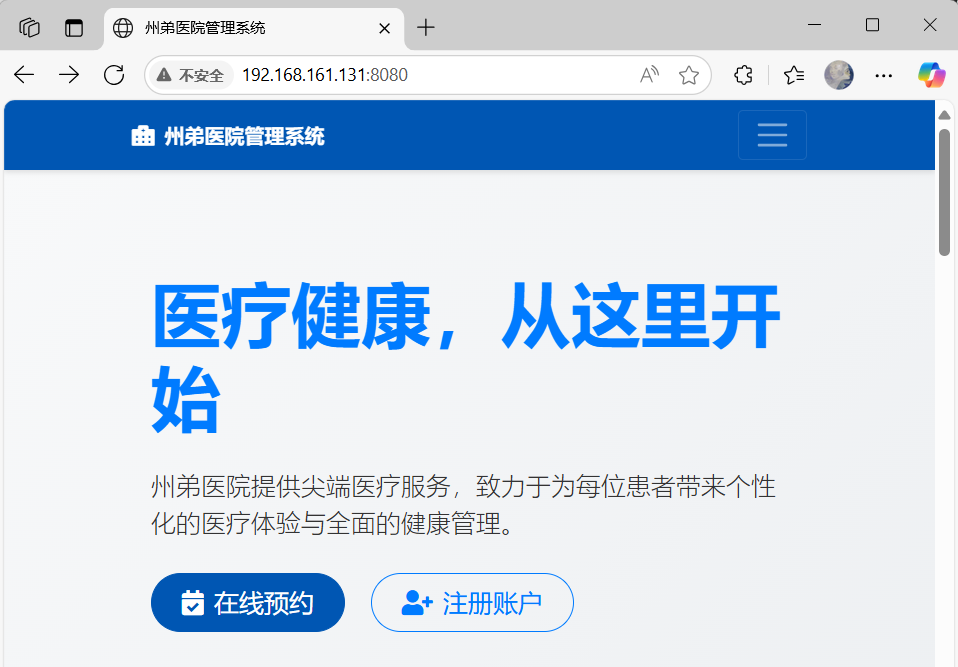 州弟医院管理系统
不安全
192.168.161.131:8080
州弟医院管理系统
医疗健康，从这里开
始
州弟医院提供尖端医疗服务，致力于为每位患者带来个性
化的医疗体验与全面的健康管理。
在线预约
注册账户